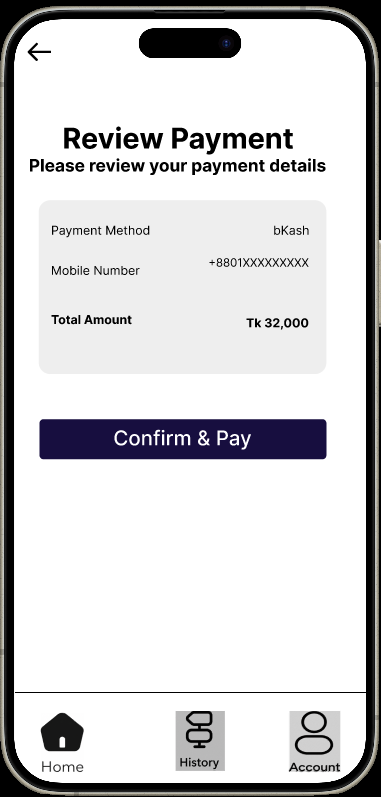 Review Payment
Please review your payment details
Payment Method bKash
Mobile Number +8801XXXXXXXXX
Total Amount Tk 32,000
Confirm & Pay
Home History Account